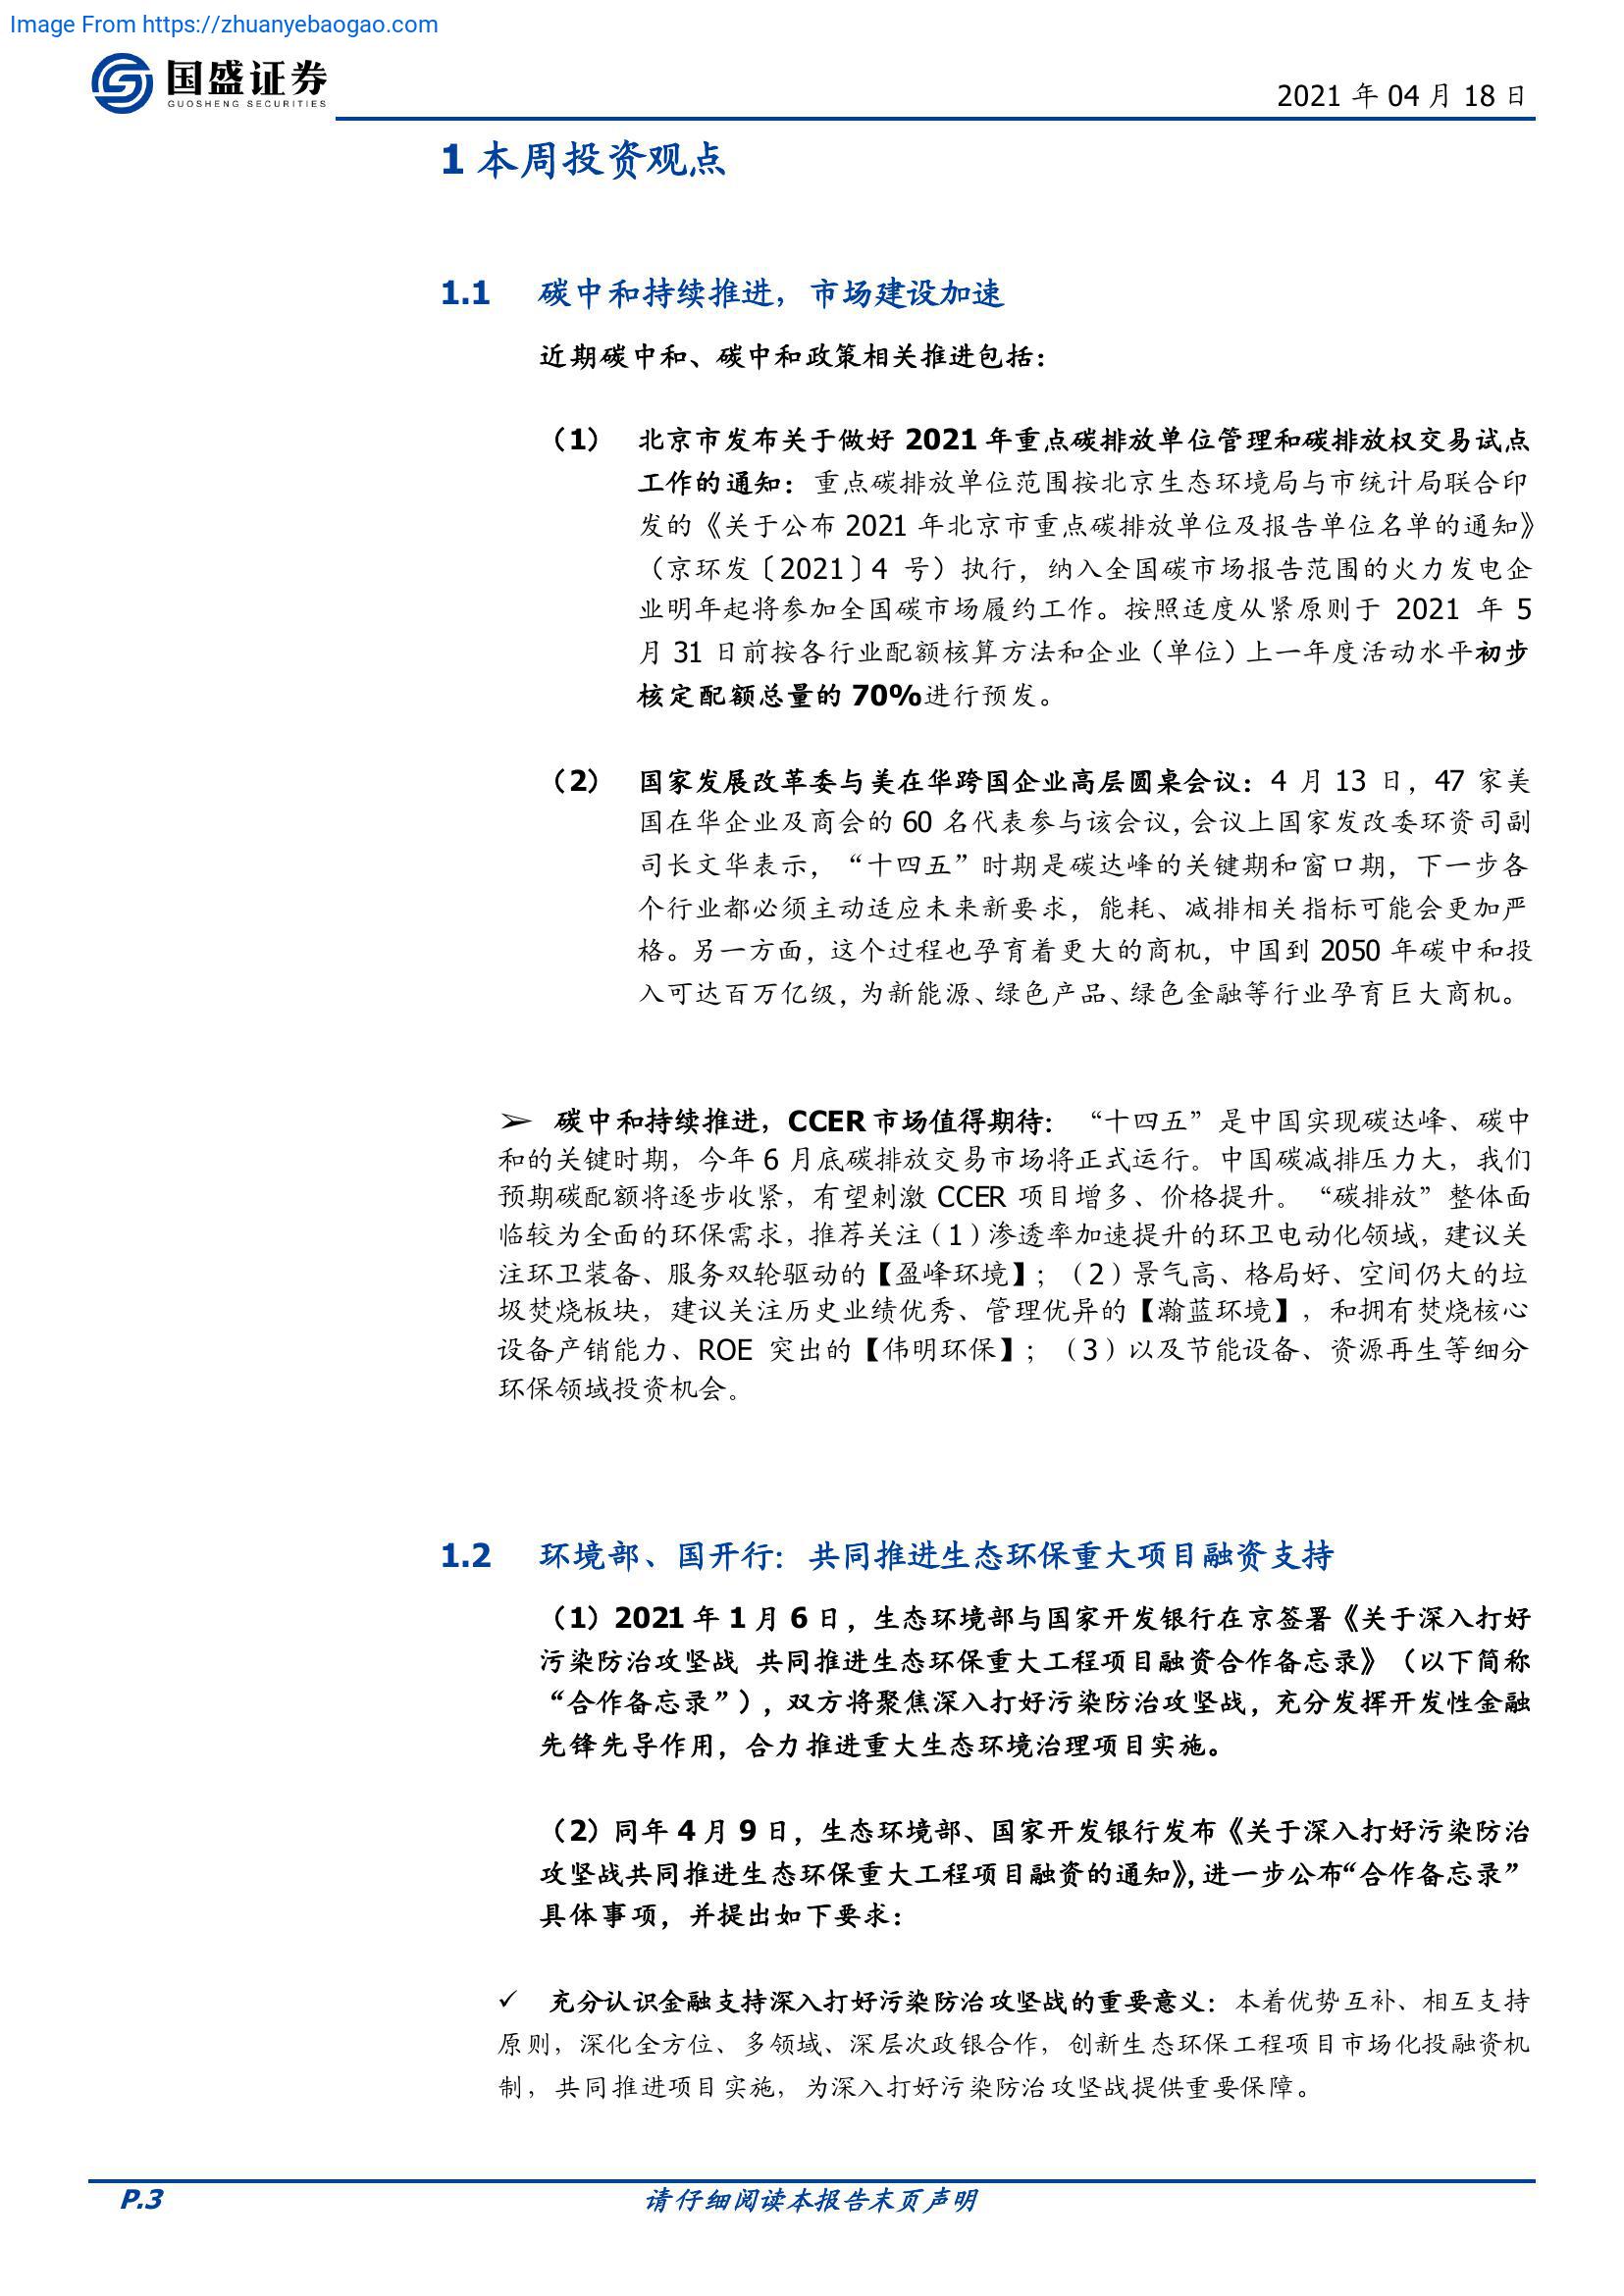 Image From https://zhuanyebaogao.com
国盛证券
GUOSHENG SECURITIES
2021 年 04 月 18 日
1 本周投资观点
1.1 碳中和持续推进，市场建设加速
近期碳中和、碳中和政策相关推进包括：
（1） 北京市发布关于做好 2021 年重点碳排放单位管理和碳排放权交易试点
工作的通知：重点碳排放单位范围按北京生态环境局与市统计局联合印
发的《关于公布 2021 年北京市重点碳排放单位及报告单位名单的通知》
（京环发〔2021〕4 号）执行，纳入全国碳市场报告范围的火力发电企
业明年起将参加全国碳市场履约工作。按照适度从紧原则于 2021 年 5
月 31 日前按各行业配额核算方法和企业（单位）上一年度活动水平初步
核定配额总量的 70%进行预发。
（2） 国家发展改革委与美在华跨国企业高层圆桌会议：4 月 13 日，47 家美
国在华企业及商会的 60 名代表参与该会议，会议上国家发改委环资司副
司长文华表示，“十四五”时期是碳达峰的关键期和窗口期，下一步各
个行业都必须主动适应未来新要求，能耗、减排相关指标可能会更加严
格。另一方面，这个过程也孕育着更大的商机，中国到 2050 年碳中和投
入可达百万亿级，为新能源、绿色产品、绿色金融等行业孕育巨大商机。
➢ 碳中和持续推进，CCER 市场值得期待：“十四五”是中国实现碳达峰、碳中
和的关键时期，今年 6 月底碳排放交易市场将正式运行。中国碳减排压力大，我们
预期碳配额将逐步收紧，有望刺激 CCER 项目增多、价格提升。“碳排放”整体面
临较为全面的环保需求，推荐关注（1）渗透率加速提升的环卫电动化领域，建议关
注环卫装备、服务双轮驱动的【盈峰环境】；（2）景气高、格局好、空间仍大的垃
圾焚烧板块，建议关注历史业绩优秀、管理优异的【瀚蓝环境】，和拥有焚烧核心
设备产销能力、ROE 突出的【伟明环保】；（3）以及节能设备、资源再生等细分
环保领域投资机会。
1.2 环境部、国开行：共同推进生态环保重大项目融资支持
（1）2021 年 1 月 6 日，生态环境部与国家开发银行在京签署《关于深入打好
污染防治攻坚战 共同推进生态环保重大工程项目融资合作备忘录》（以下简称
“合作备忘录”），双方将聚焦深入打好污染防治攻坚战，充分发挥开发性金融
先锋先导作用，合力推进重大生态环境治理项目实施。
（2）同年 4 月 9 日，生态环境部、国家开发银行发布《关于深入打好污染防治
攻坚战共同推进生态环保重大工程项目融资的通知》，进一步公布“合作备忘录”
具体事项，并提出如下要求：
✓ 充分认识金融支持深入打好污染防治攻坚战的重要意义：本着优势互补、相互支持
原则，深化全方位、多领域、深层次政银合作，创新生态环保工程项目市场化投融资机
制，共同推进项目实施，为深入打好污染防治攻坚战提供重要保障。
P.3 请仔细阅读本报告末页声明